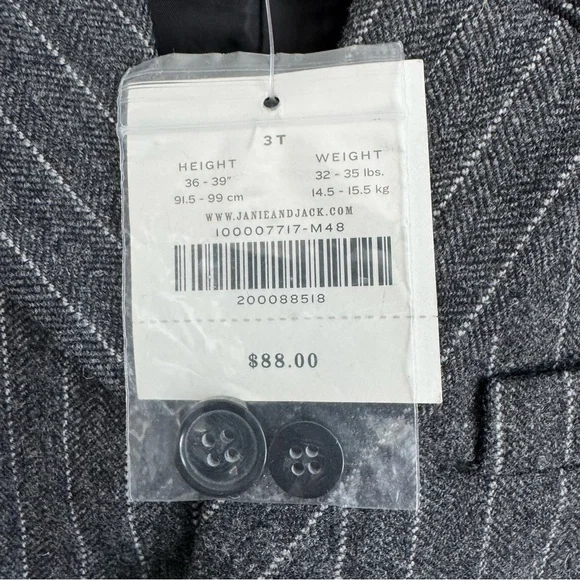 3T
HEIGHT WEIGHT
36 - 39" 32 - 35 lbs.
91.5 - 99 cm 14.5 - 15.5 kg
WWW.JANIEANDJACK.COM
100007717-M48
200088518
$88.00